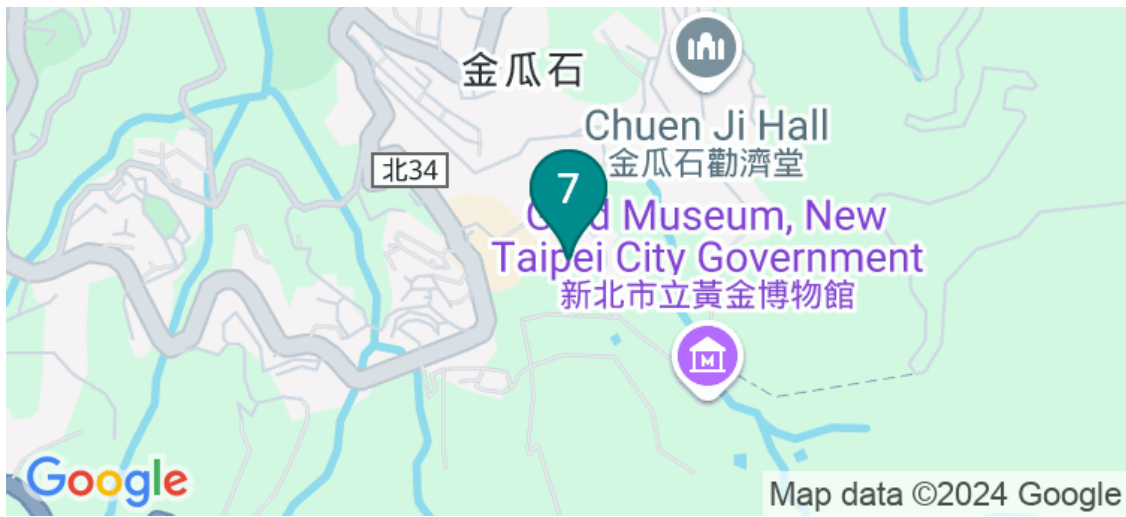 金瓜石
Chuen Ji Hall
金瓜石勸濟堂
北34
7
Museum, New
Taipei City Government
新北市立黃金博物館
M
Google
Map data ©2024 Google